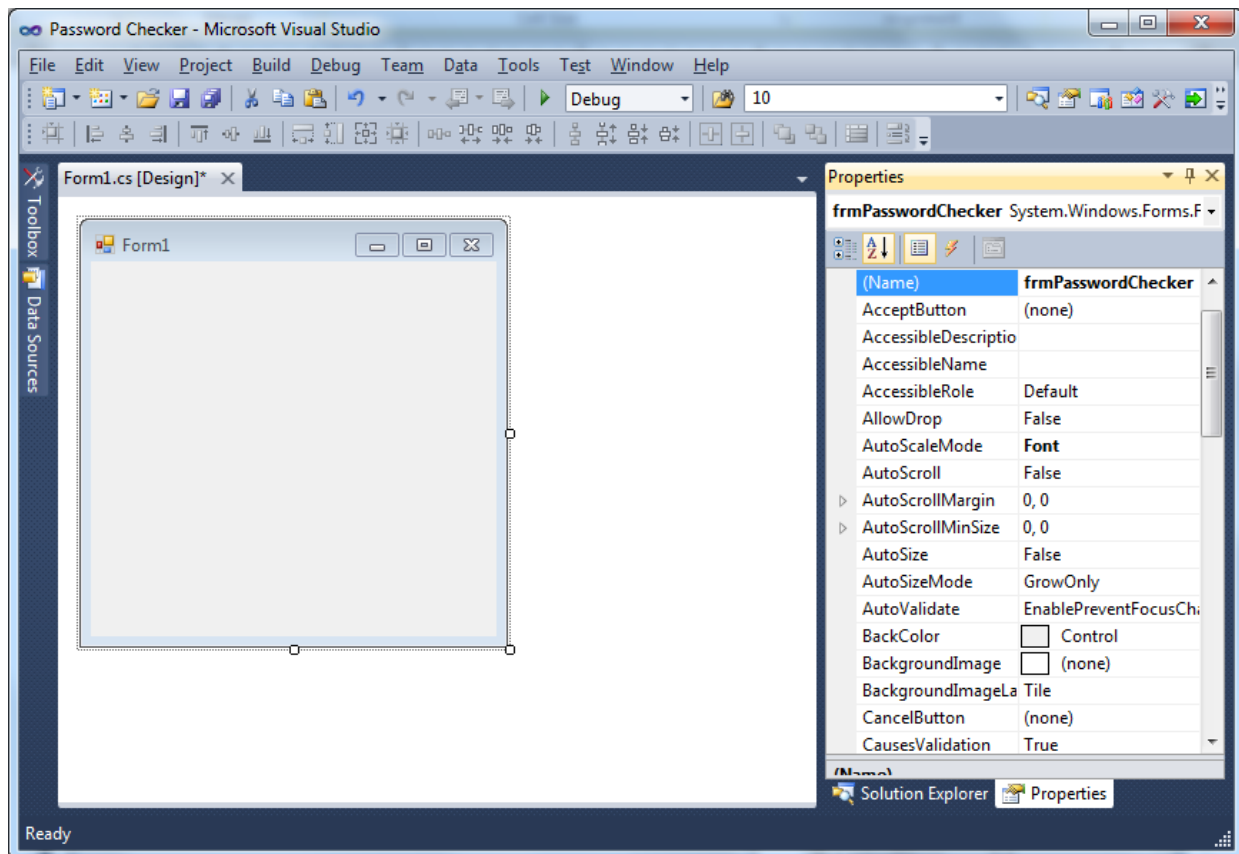 Password Checker - Microsoft Visual Studio
File Edit View Project Build Debug Team Data Tools Test Window Help
Debug 10
Toolbox
Data Sources
Form1.cs [Design]*
Form1
Properties
frmPasswordChecker System.Windows.Forms.F
(Name) frmPasswordChecker
AcceptButton (none)
AccessibleDescriptio
AccessibleName
AccessibleRole Default
AllowDrop False
AutoScaleMode Font
AutoScroll False
AutoScrollMargin 0, 0
AutoScrollMinSize 0, 0
AutoSize False
AutoSizeMode GrowOnly
AutoValidate EnablePreventFocusCha
BackColor Control
BackgroundImage (none)
BackgroundImageLa Tile
CancelButton (none)
CausesValidation True
(Name)
Solution Explorer Properties
Ready